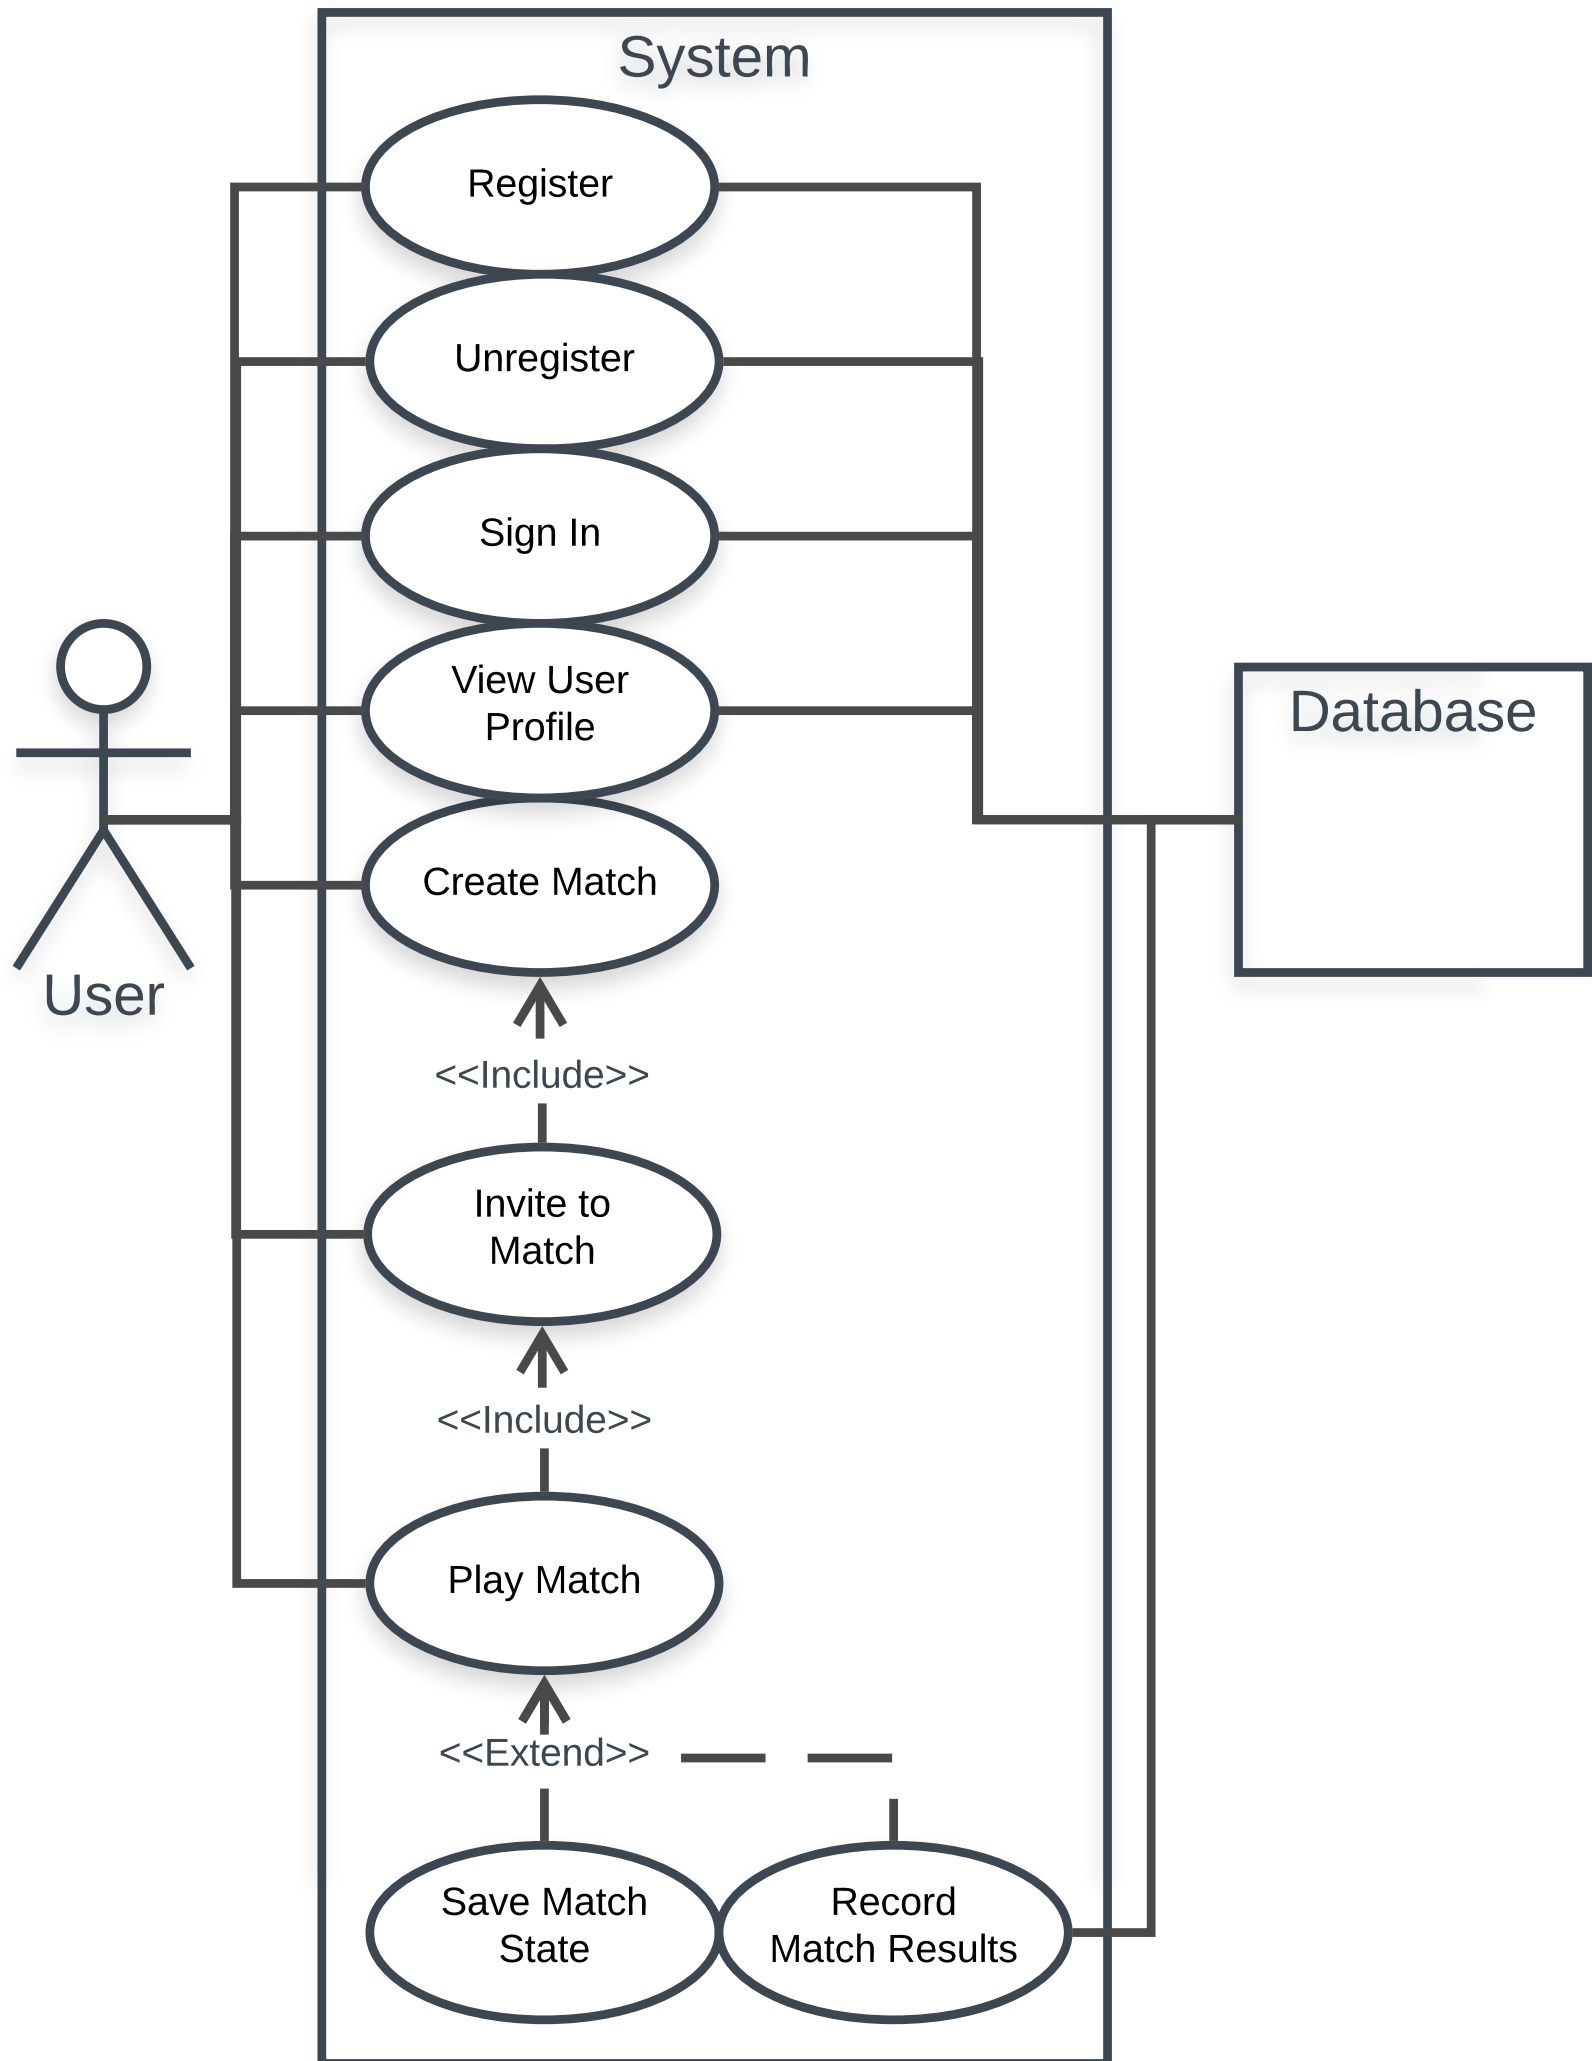 System
Register
Unregister
Sign In
View User
Profile
Database
Create Match
User
<<Include>>
Invite to
Match
<<Include>>
Play Match
<<Extend>>
Save Match
State
Record
Match Results